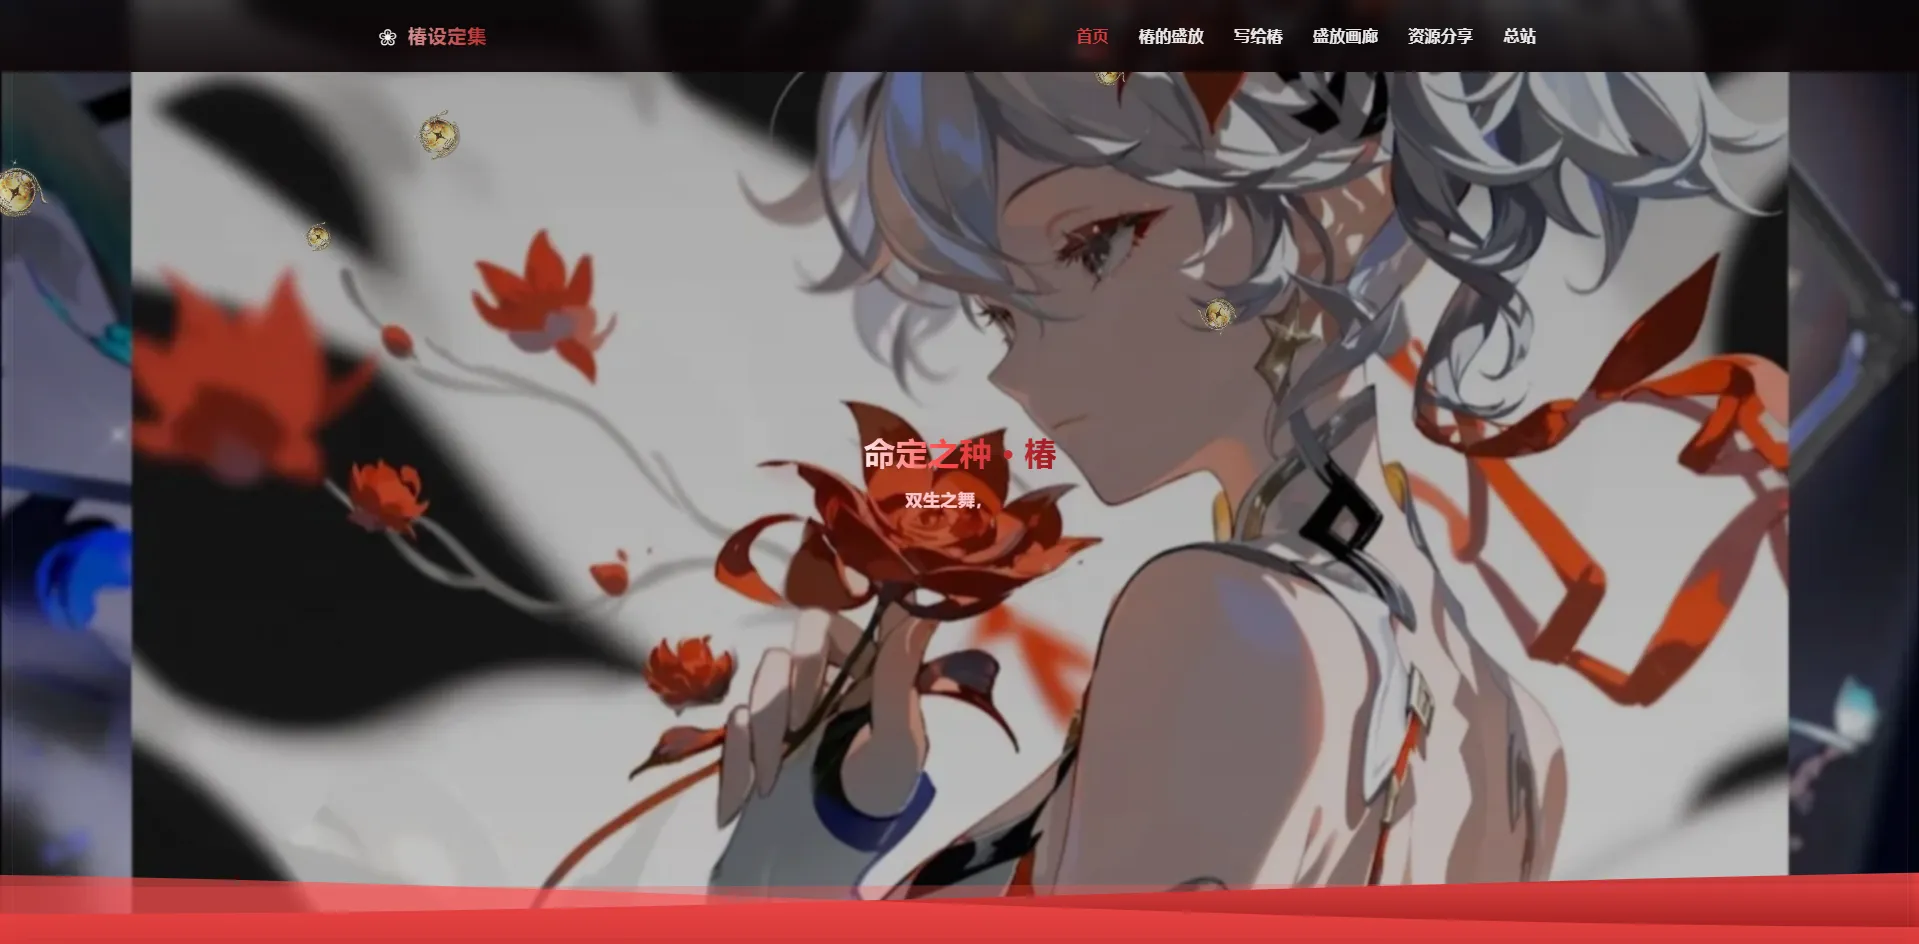 ❀ 椿设定集
首页 椿的盛放 写给椿 盛放画廊 资源分享 总站
命定之种·椿
双生之舞,